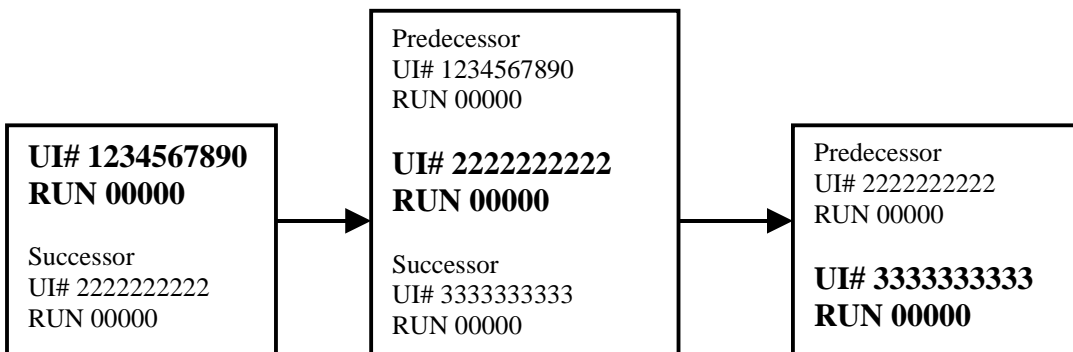 UI# 1234567890
RUN 00000
Successor
UI# 2222222222
RUN 00000
Predecessor
UI# 1234567890
RUN 00000
UI# 2222222222
RUN 00000
Successor
UI# 3333333333
RUN 00000
Predecessor
UI# 2222222222
RUN 00000
UI# 3333333333
RUN 00000